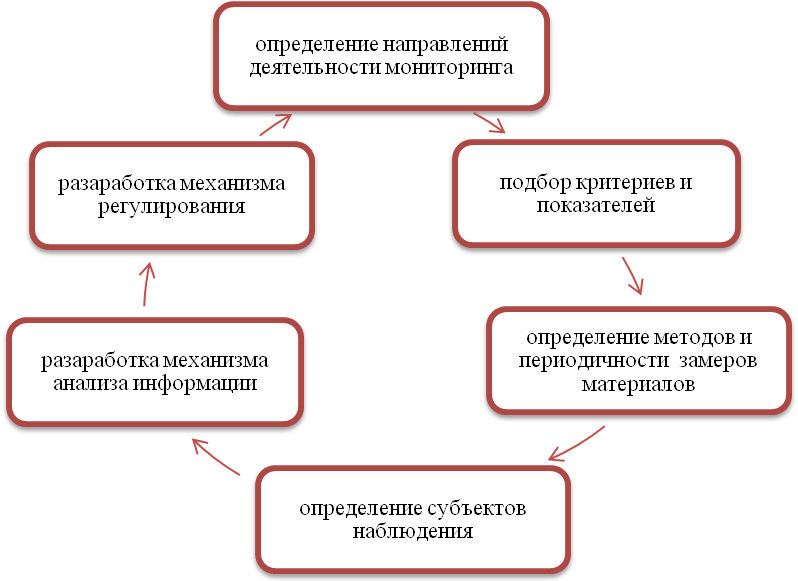 определение направлений
деятельности мониторинга
подбор критериев и
показателей
определение методов и
периодичности замеров
материалов
определение субъектов
наблюдения
разаработка механизма
анализа информации
разаработка механизма
регулирования